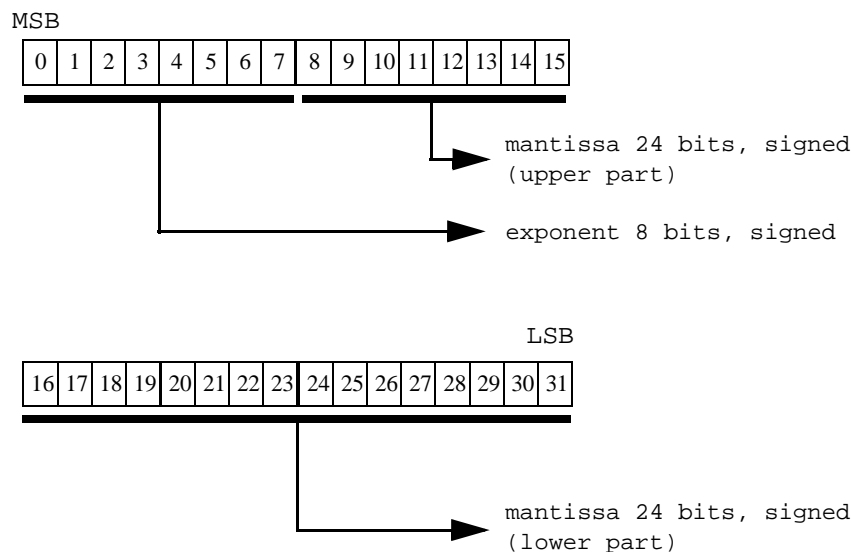 MSB
0 1 2 3 4 5 6 7 8 9 10 11 12 13 14 15
mantissa 24 bits, signed
(upper part)
exponent 8 bits, signed
LSB
16 17 18 19 20 21 22 23 24 25 26 27 28 29 30 31
mantissa 24 bits, signed
(lower part)